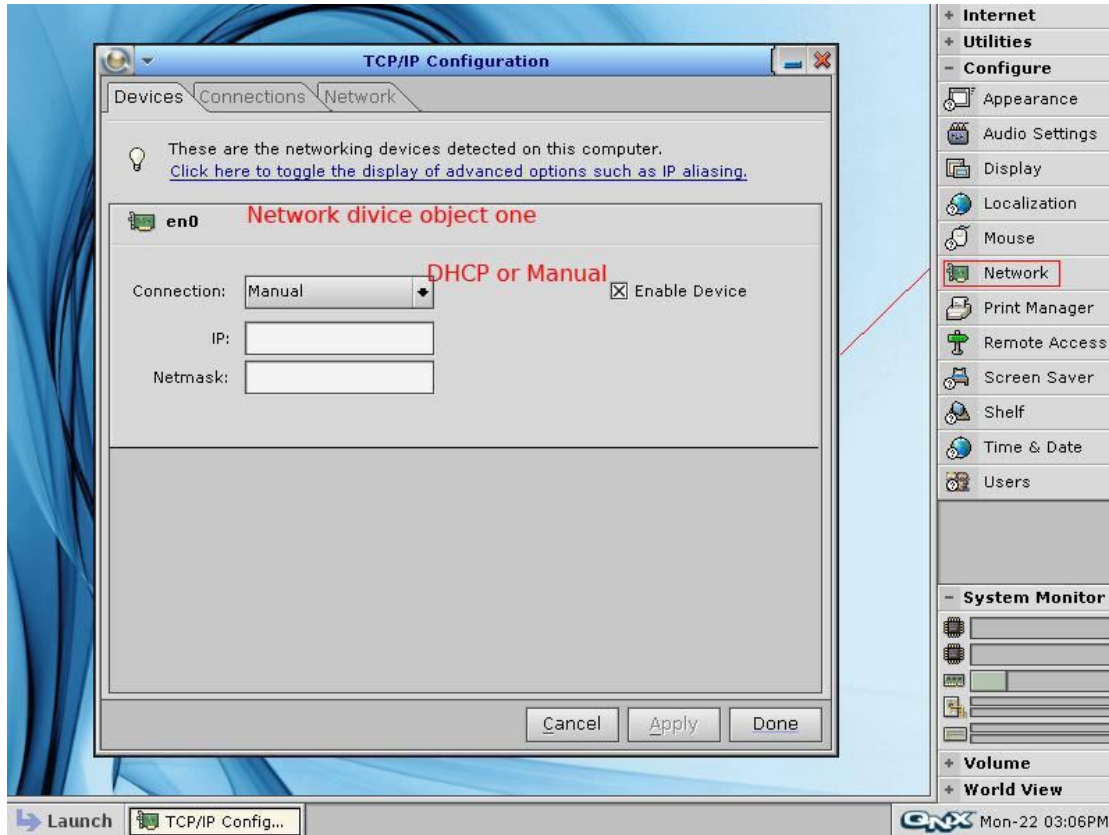 TCP/IP Configuration
Devices Connections Network
These are the networking devices detected on this computer.
Click here to toggle the display of advanced options such as IP aliasing.
en0 Network divice object one
DHCP or Manual
Connection: Manual Enable Device
IP:
Netmask:
Cancel Apply Done
+ Internet
+ Utilities
- Configure
Appearance
Audio Settings
Display
Localization
Mouse
Network
Print Manager
Remote Access
Screen Saver
Shelf
Time & Date
Users
- System Monitor
+ Volume
+ World View
Launch TCP/IP Config... QNX Mon-22 03:06PM